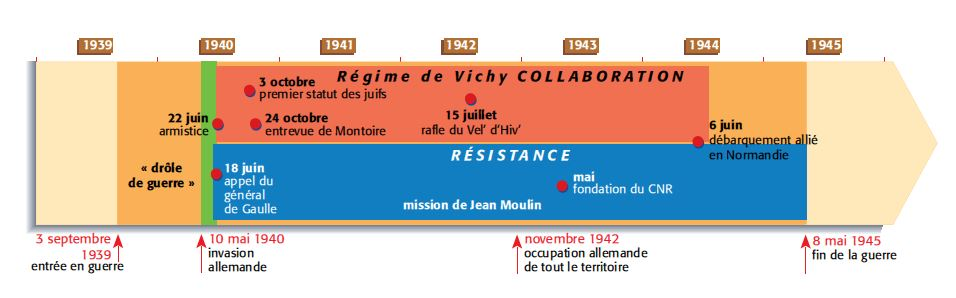 1939 1940 1941 1942 1943 1944 1945
Régime de Vichy COLLABORATION
3 octobre
premier statut des juifs
22 juin
armistice
24 octobre
entrevue de Montoire
15 juillet
rafle du Vel’ d’Hiv’
6 juin
débarquement allié
en Normandie
RÉSISTANCE
« drôle
de guerre »
18 juin
appel du
général
de Gaulle
mai
fondation du CNR
mission de Jean Moulin
3 septembre
1939
entrée en guerre
10 mai 1940
invasion
allemande
novembre 1942
occupation allemande
de tout le territoire
8 mai 1945
fin de la guerre